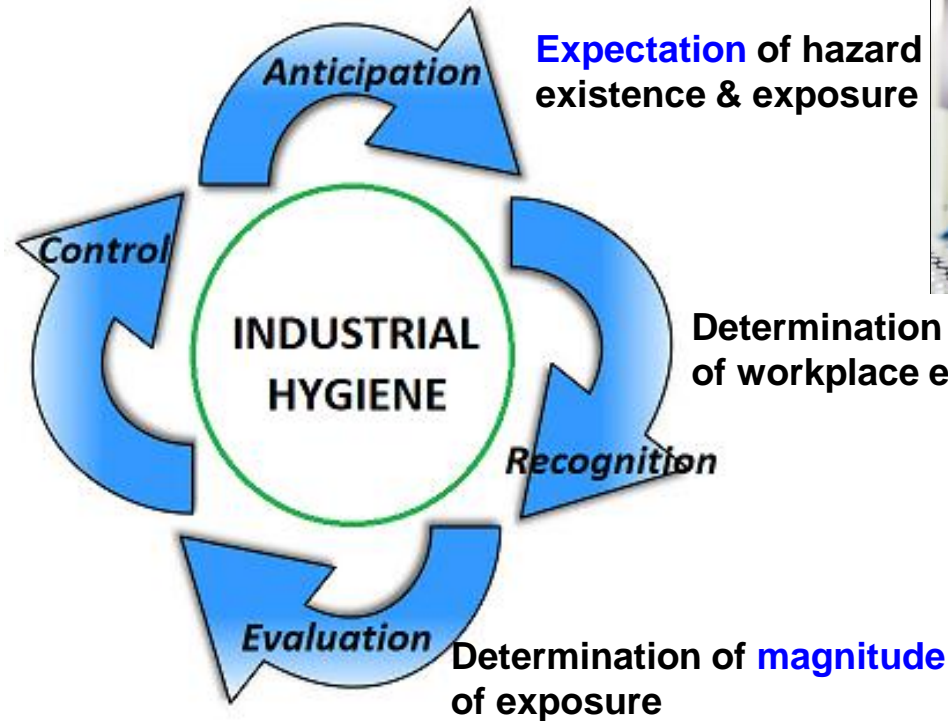 Anticipation
Expectation of hazard
existence & exposure
Control
INDUSTRIAL
HYGIENE
Determination
of workplace
Recognition
Evaluation
Determination of magnitude
of exposure